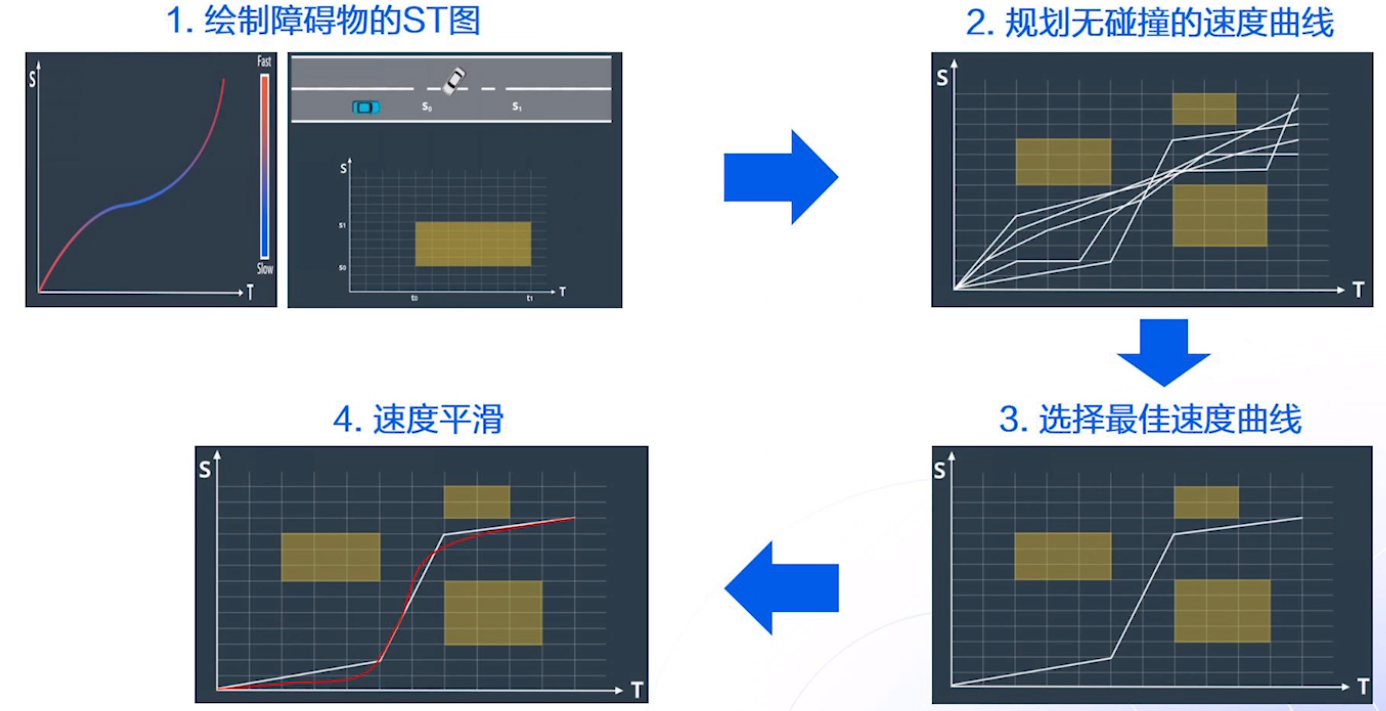 1. 绘制障碍物的ST图
S
Fast
Slow
T
S₀
S₁
S
S1
S0
t0
t1
T
2. 规划无碰撞的速度曲线
S
T
3. 选择最佳速度曲线
S
T
4. 速度平滑
S
T